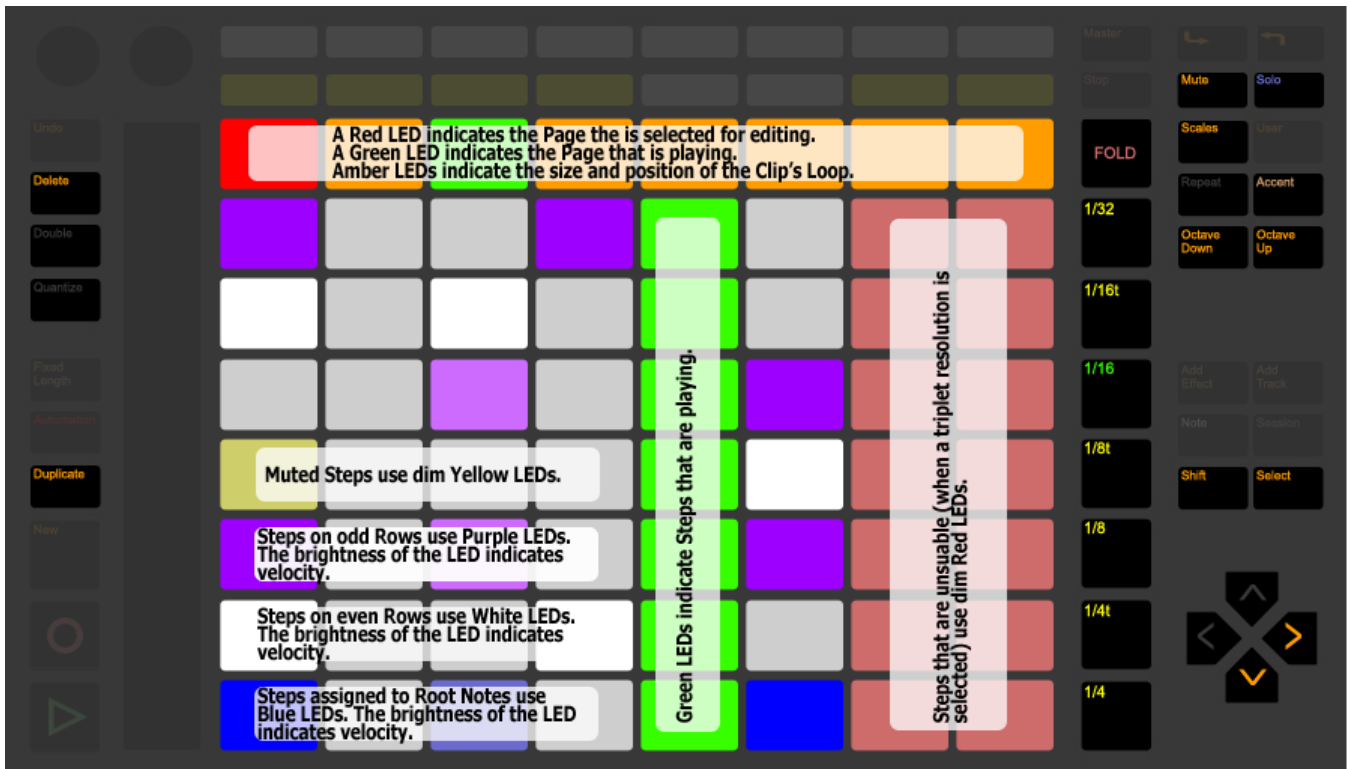 Master
Stop
Mute
Solo
Undo
A Red LED indicates the Page the is selected for editing.
A Green LED indicates the Page that is playing.
Amber LEDs indicate the size and position of the Clip's Loop.
FOLD
Scales
User
Delete
Repeat
Accent
Double
1/32
Octave
Down
Octave
Up
Quantize
1/16t
Fixed
Length
1/16
Add
Effect
Add
Track
Automation
Note
Session
Duplicate
Muted Steps use dim Yellow LEDs.
1/8t
Shift
Select
New
Steps on odd Rows use Purple LEDs.
The brightness of the LED indicates
velocity.
1/8
Steps on even Rows use White LEDs.
The brightness of the LED indicates
velocity.
1/4t
Steps assigned to Root Notes use
Blue LEDs. The brightness of the LED
indicates velocity.
1/4
Green LEDs indicate Steps that are playing.
Steps that are unsuable (when a triplet resolution is
selected) use dim Red LEDs.